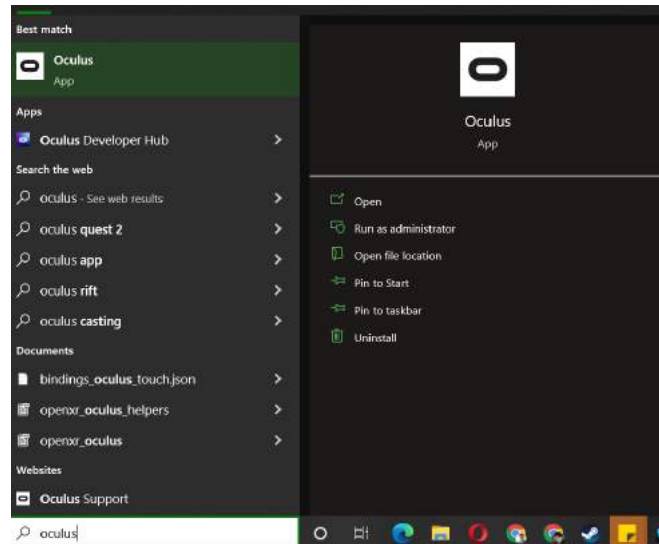 Best match
Oculus
App
Apps
Oculus Developer Hub
Search the web
oculus - See web results
oculus quest 2
oculus app
oculus rift
oculus casting
Documents
bindings_oculus_touch.json
openxr_oculus_helpers
openxr_oculus
Websites
Oculus Support
oculus
Oculus
App
Open
Run as administrator
Open file location
Pin to Start
Pin to taskbar
Uninstall